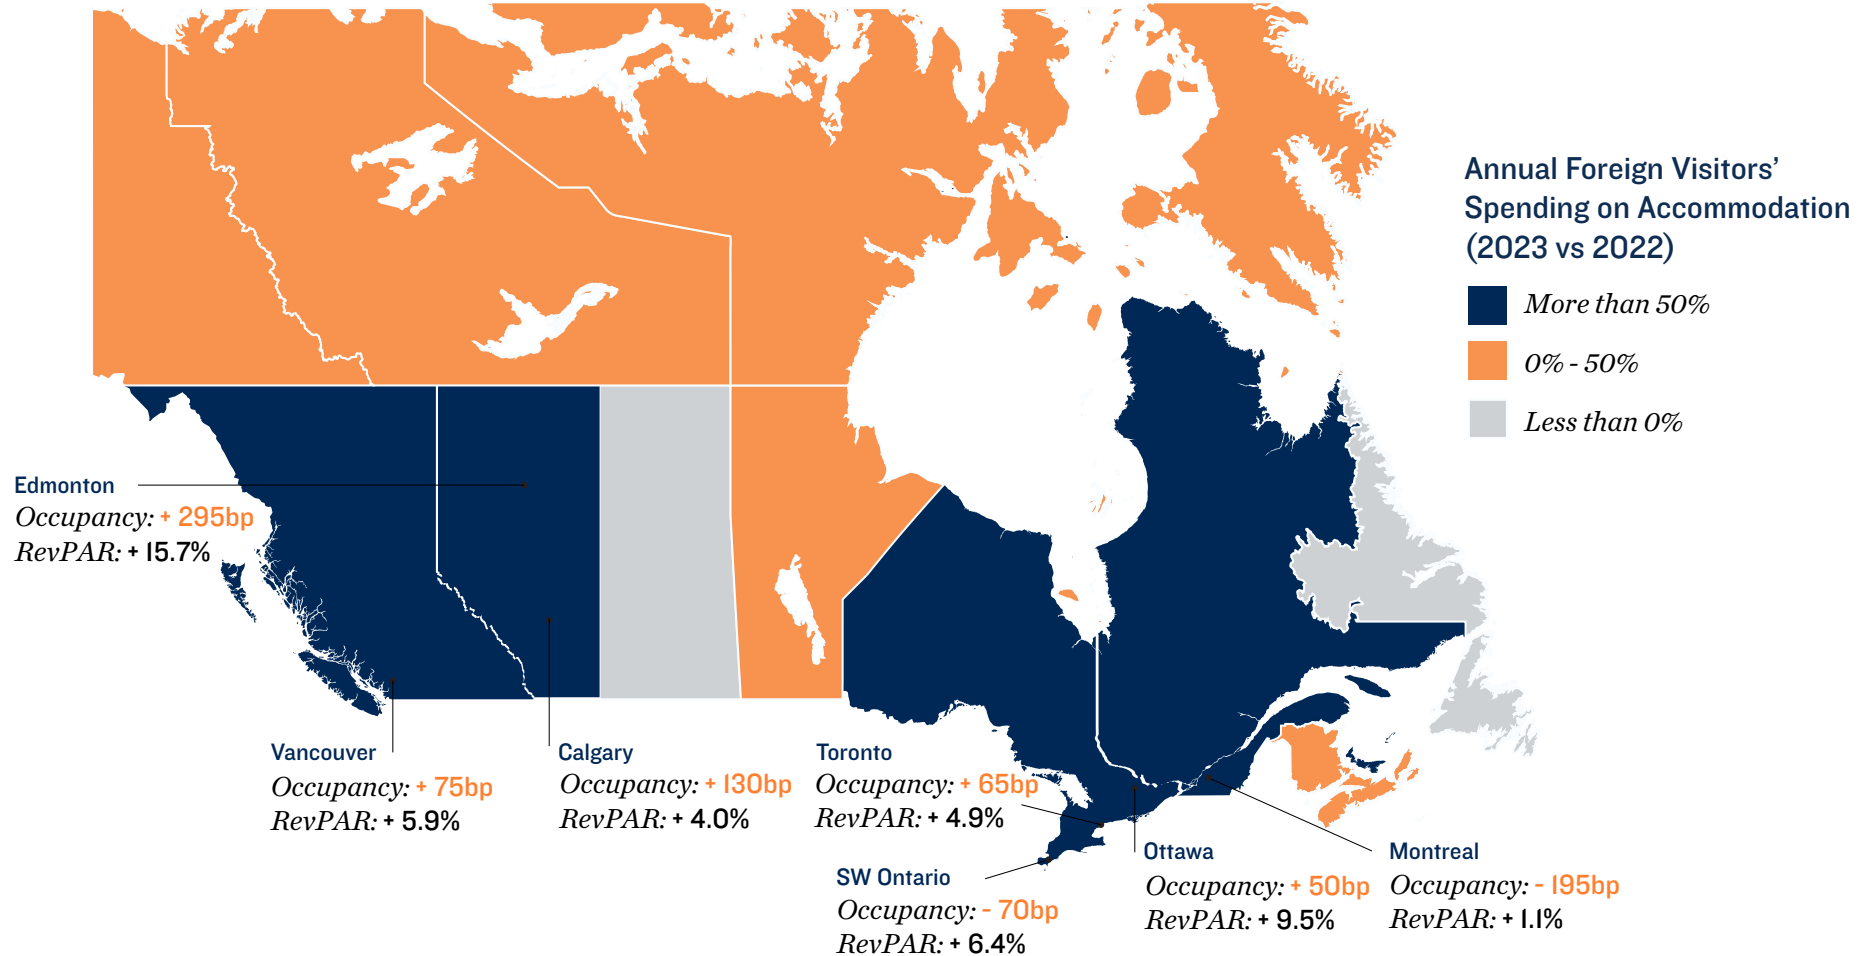 Annual Foreign Visitors'
Spending on Accommodation
(2023 vs 2022)
More than 50%
0% - 50%
Less than 0%
Edmonton
Occupancy: + 295bp
RevPAR: + 15.7%
Vancouver
Occupancy: + 75bp
RevPAR: + 5.9%
Calgary
Occupancy: + 130bp
RevPAR: + 4.0%
Toronto
Occupancy: + 65bp
RevPAR: + 4.9%
SW Ontario
Occupancy: - 70bp
RevPAR: + 6.4%
Ottawa
Occupancy: + 50bp
RevPAR: + 9.5%
Montreal
Occupancy: - 195bp
RevPAR: + 1.1%